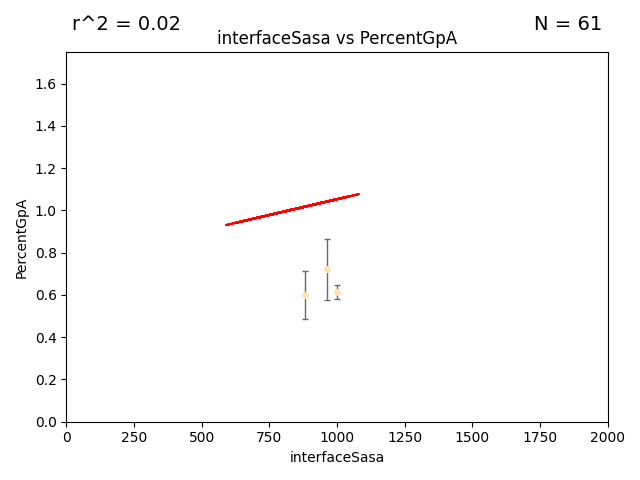 r^2 = 0.02
N = 61
interfaceSasa vs PercentGpA
PercentGpA
1.6
1.4
1.2
1.0
0.8
0.6
0.4
0.2
0.0
0 250 500 750 1000 1250 1500 1750 2000
interfaceSasa